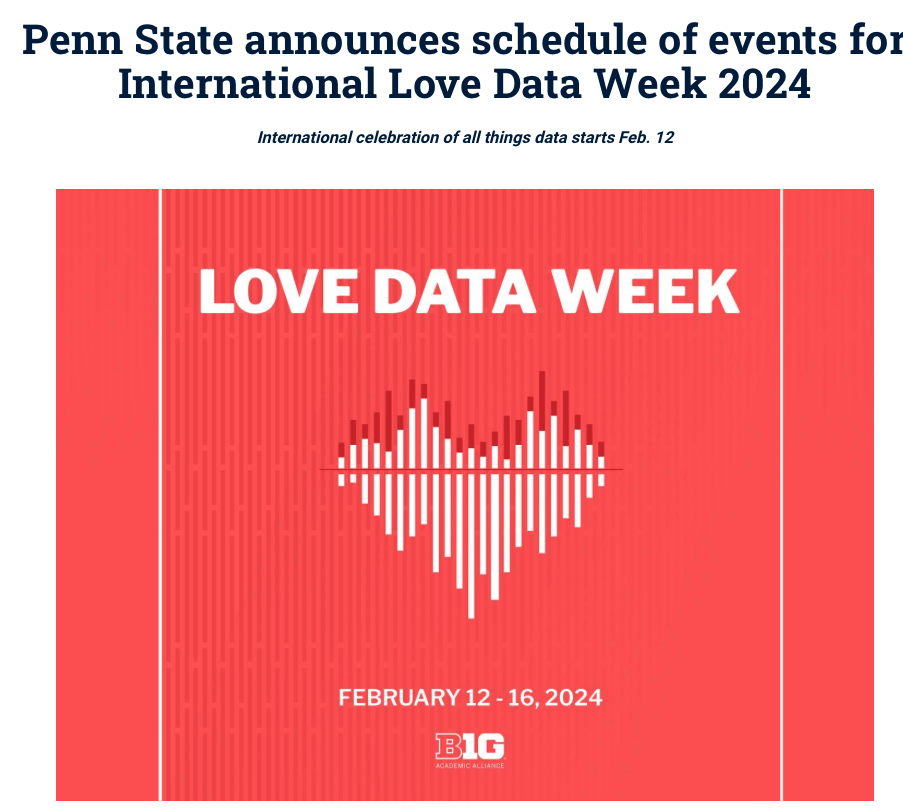 Penn State announces schedule of events for
International Love Data Week 2024
International celebration of all things data starts Feb. 12
LOVE DATA WEEK
FEBRUARY 12 - 16, 2024
B1G
ACADEMIC ALLIANCE